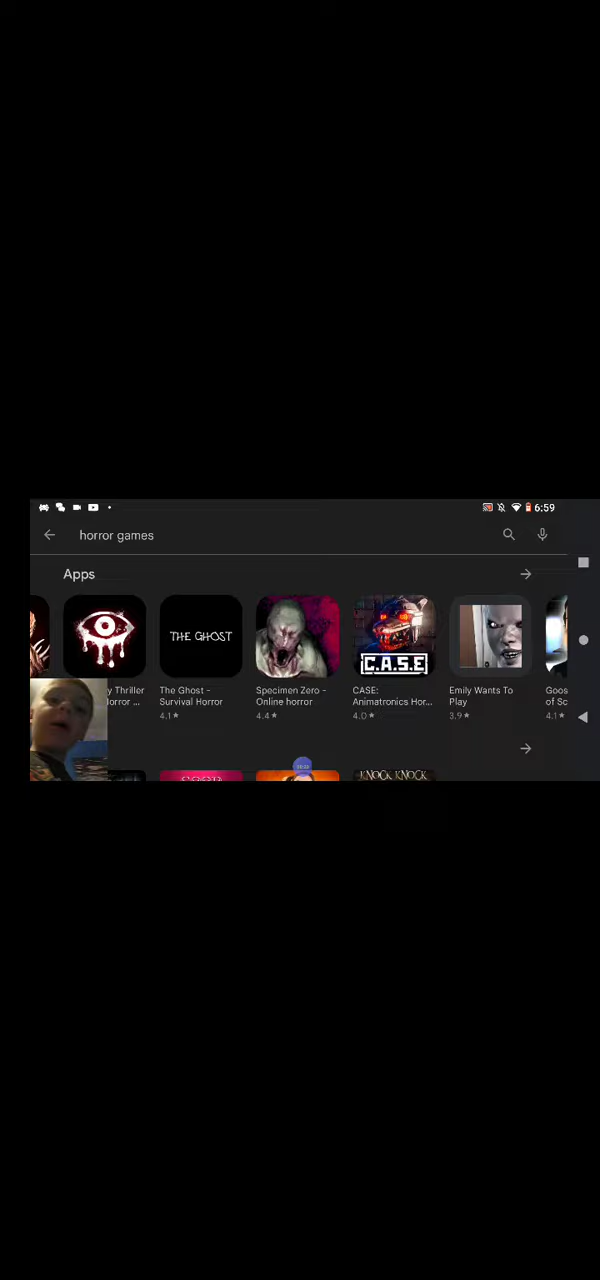 6:59
horror games
Apps
THE GHOST
C.A.S.E
y Thriller
Horror ...
The Ghost -
Survival Horror
4.1★
Specimen Zero -
Online horror
4.4★
CASE:
Animatronics Hor...
4.0★
Emily Wants To
Play
3.9★
Goos
of Sc
4.1★
KNOCK KNOCK